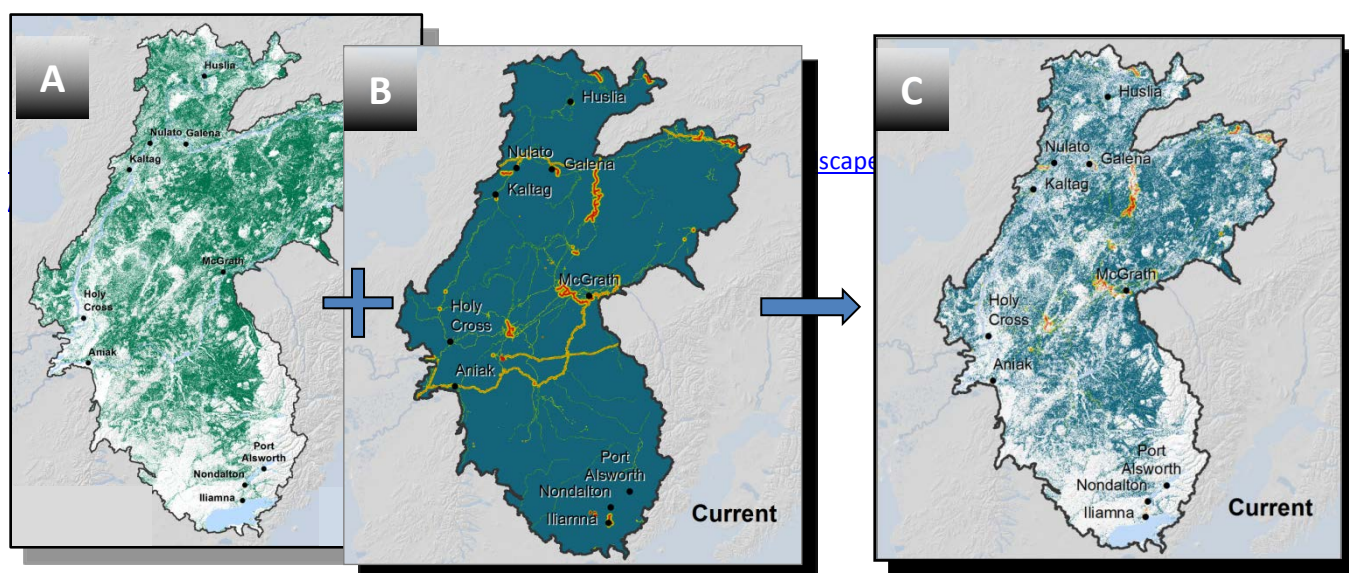 A
Huslia
Nulato
Galena
Kaltag
McGrath
Holy
Cross
Aniak
Port
Alsworth
Nondalton
Iliamna
B
Huslia
Nulato
Galena
Kaltag
McGrath
Holy
Cross
Aniak
Port
Alsworth
Nondalton
Iliamna
Current
scape
C
Huslia
Nulato
Galena
Kaltag
McGrath
Holy
Cross
Aniak
Port
Alsworth
Nondalton
Iliamna
Current